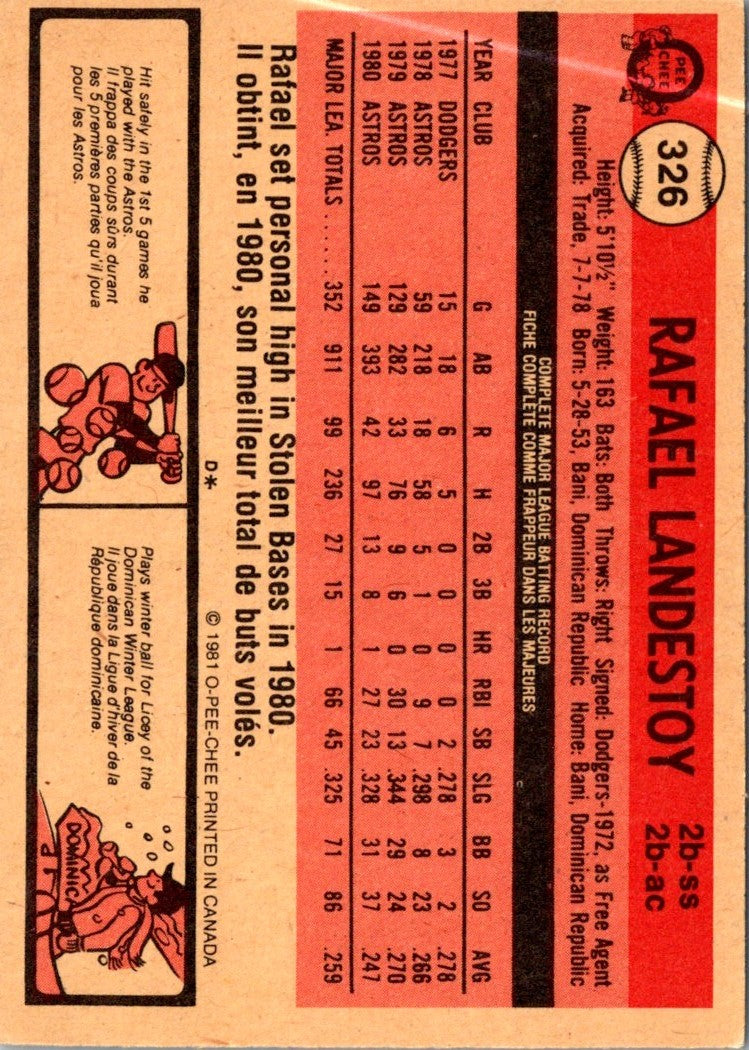 O
PEE
CHEE
326
RAFAEL LANDESTOY
2b-ss
2b-ac
Height: 5'10½" Weight: 163 Bats: Both Throws: Right Signed: Dodgers-1972, as Free Agent
Acquired: Trade, 7-7-78 Born: 5-28-53, Bani, Dominican Republic Home: Bani, Dominican Republic
COMPLETE MAJOR LEAGUE BATTING RECORD
FICHE COMPLETE COMME FRAPPEUR DANS LES MAJEURES
YEAR CLUB G AB R H 2B 3B HR RBI SB SLG BB SO AVG
1977 DODGERS 15 18 6 5 0 0 0 0 2 .278 3 2 .278
1978 ASTROS 59 218 18 58 5 1 0 9 7 .298 8 23 .266
1979 ASTROS 129 282 33 76 9 6 0 30 13 .344 29 24 .270
1980 ASTROS 149 393 42 97 13 8 1 27 23 .328 31 37 .247
MAJOR LEA. TOTALS ...... 352 911 99 236 27 15 1 66 45 .325 71 86 .259
Rafael set personal high in Stolen Bases in 1980.
Il obtint, en 1980, son meilleur total de buts volés.
D*
© 1981 O-PEE-CHEE PRINTED IN CANADA
Hit safely in the 1st 5 games he
played with the Astros.
Il frappa des coups sûrs durant
les 5 premières parties qu'il joua
pour les Astros.
Plays winter ball for Licey of the
Dominican Winter League.
Il joue dans la Ligue d'hiver de la
République dominicaine.
DOMINICA